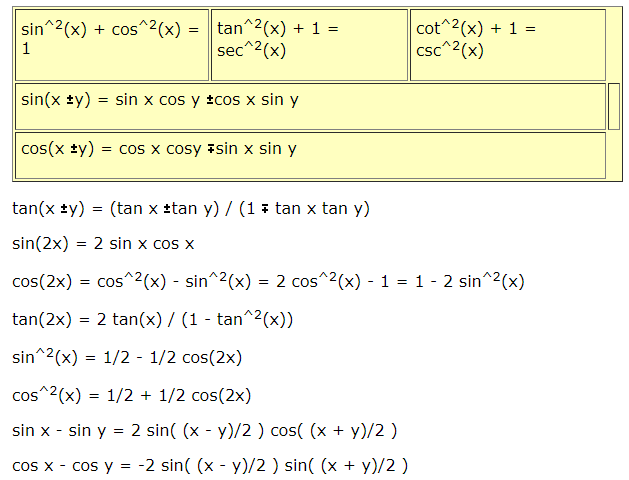 sin^2(x) + cos^2(x) =
1
tan^2(x) + 1 =
sec^2(x)
cot^2(x) + 1 =
csc^2(x)
sin(x ±y) = sin x cos y ±cos x sin y
cos(x ±y) = cos x cosy ∓sin x sin y
tan(x ±y) = (tan x ±tan y) / (1 ∓ tan x tan y)
sin(2x) = 2 sin x cos x
cos(2x) = cos^2(x) - sin^2(x) = 2 cos^2(x) - 1 = 1 - 2 sin^2(x)
tan(2x) = 2 tan(x) / (1 - tan^2(x))
sin^2(x) = 1/2 - 1/2 cos(2x)
cos^2(x) = 1/2 + 1/2 cos(2x)
sin x - sin y = 2 sin( (x - y)/2 ) cos( (x + y)/2 )
cos x - cos y = -2 sin( (x - y)/2 ) sin( (x + y)/2 )